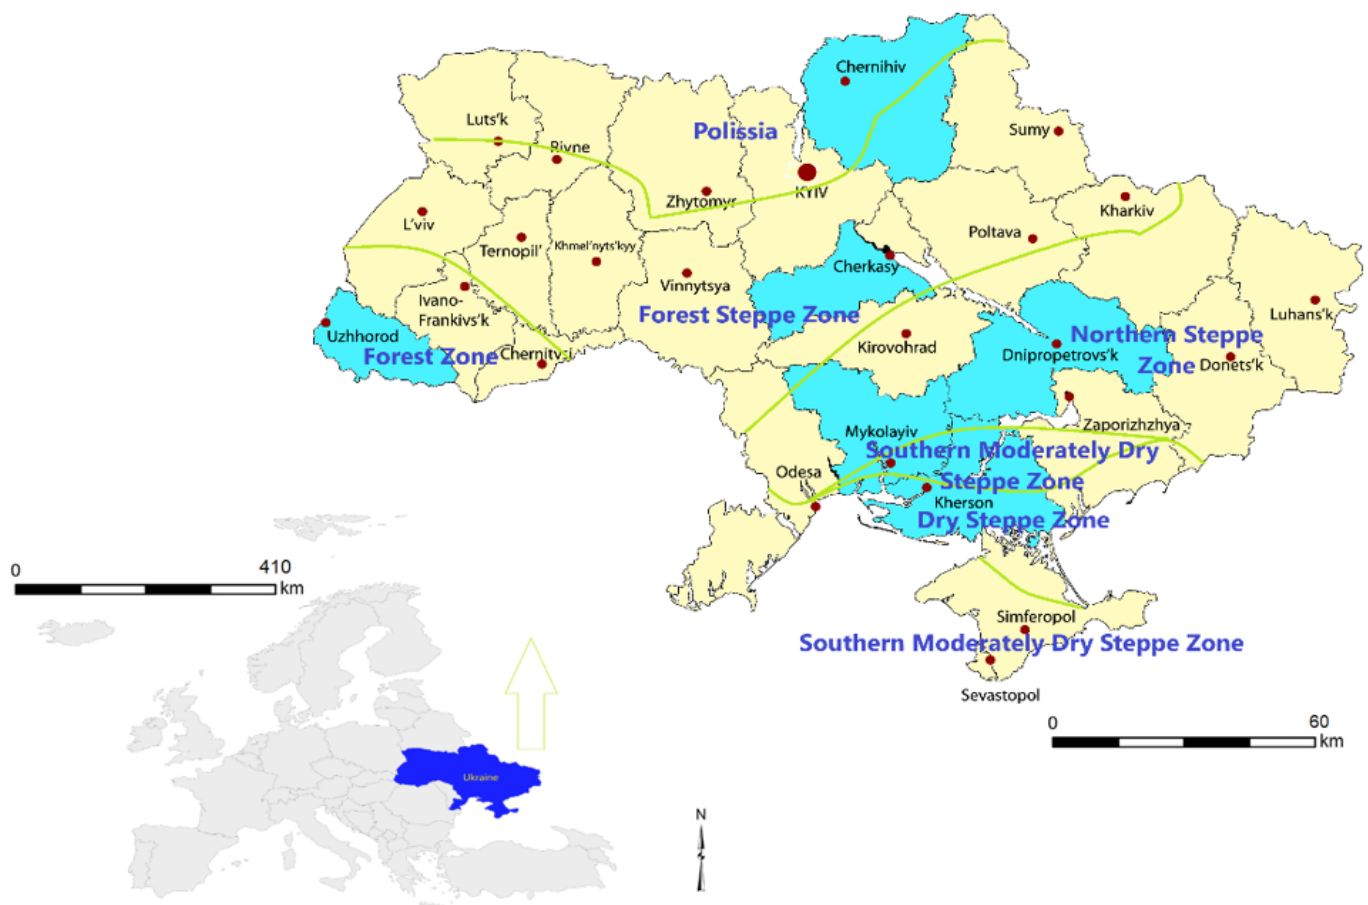 Chernihiv
Luts'k
Polissia
Sumy
Rivne
Zhytomyr
KYIV
Kharkiv
L'viv
Poltava
Ternopil'
Khmel'nyts'kyy
Cherkasy
Vinnytsya
Ivano-
Frankivs'k
Luhans'k
Forest Steppe Zone
Uzhhorod
Northern Steppe
Zone
Kirovohrad
Dnipropetrovs'k
Forest Zone
Chernitvsi
Donets'k
Zaporizhzhya
Mykolayiv
Southern Moderately Dry
Steppe Zone
Odesa
Kherson
Dry Steppe Zone
0 410
km
Simferopol
Southern Moderately Dry Steppe Zone
Sevastopol
0 60
km
Ukraine
N